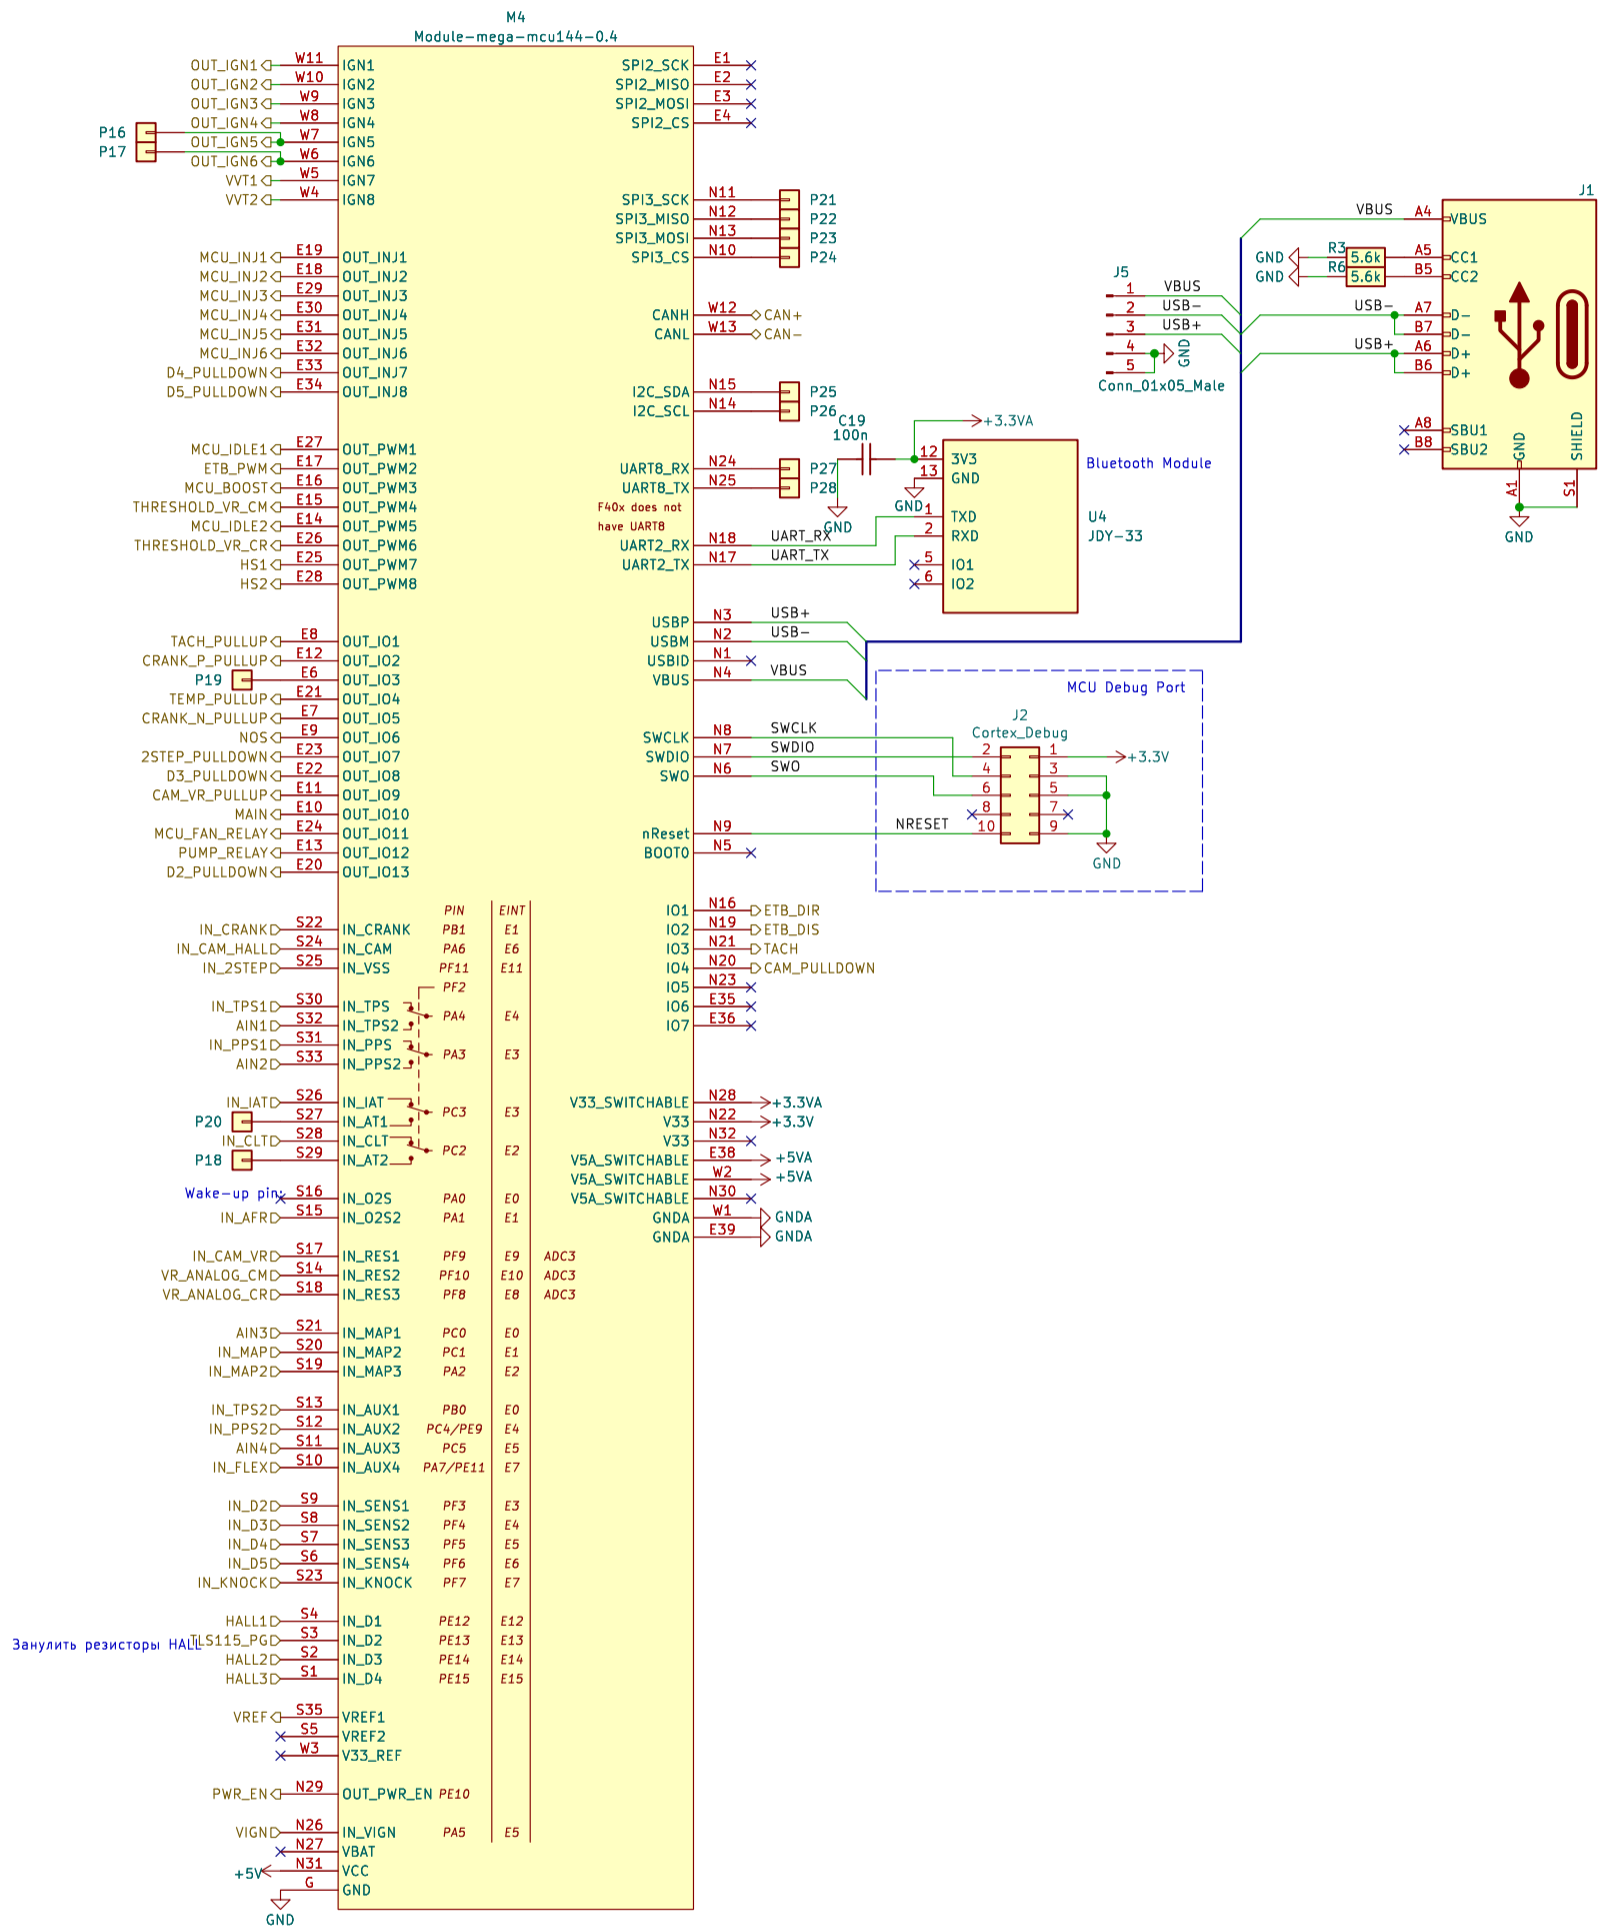 M4
Module-mega-mcu144-0.4
OUT_IGN1 W11 IGN1
OUT_IGN2 W10 IGN2
OUT_IGN3 W9 IGN3
OUT_IGN4 W8 IGN4
P16
OUT_IGN5 W7 IGN5
P17
OUT_IGN6 W6 IGN6
VVT1 W5 IGN7
VVT2 W4 IGN8
MCU_INJ1 E19 OUT_INJ1
MCU_INJ2 E18 OUT_INJ2
MCU_INJ3 E29 OUT_INJ3
MCU_INJ4 E30 OUT_INJ4
MCU_INJ5 E31 OUT_INJ5
MCU_INJ6 E32 OUT_INJ6
D4_PULLDOWN E33 OUT_INJ7
D5_PULLDOWN E34 OUT_INJ8
MCU_IDLE1 E27 OUT_PWM1
ETB_PWM E17 OUT_PWM2
MCU_BOOST E16 OUT_PWM3
THRESHOLD_VR_CM E15 OUT_PWM4
MCU_IDLE2 E14 OUT_PWM5
THRESHOLD_VR_CR E26 OUT_PWM6
HS1 E25 OUT_PWM7
HS2 E28 OUT_PWM8
TACH_PULLUP E8 OUT_IO1
CRANK_P_PULLUP E12 OUT_IO2
P19 E6 OUT_IO3
TEMP_PULLUP E21 OUT_IO4
CRANK_N_PULLUP E7 OUT_IO5
NOS E9 OUT_IO6
2STEP_PULLDOWN E23 OUT_IO7
D3_PULLDOWN E22 OUT_IO8
CAM_VR_PULLUP E11 OUT_IO9
MAIN E10 OUT_IO10
MCU_FAN_RELAY E24 OUT_IO11
PUMP_RELAY E13 OUT_IO12
D2_PULLDOWN E20 OUT_IO13
PIN EINT
IN_CRANK S22 IN_CRANK PB1 E1
IN_CAM_HALL S24 IN_CAM PA6 E6
IN_2STEP S25 IN_VSS PF11 E11
PF2
IN_TPS1 S30 IN_TPS
PA4 E4
AIN1 S32 IN_TPS2
IN_PPS1 S31 IN_PPS
PA3 E3
AIN2 S33 IN_PPS2
IN_IAT S26 IN_IAT
PC3 E3
P20 S27 IN_AT1
IN_CLT S28 IN_CLT
PC2 E2
P18 S29 IN_AT2
Wake-up pin:
S16 IN_O2S PA0 E0
IN_AFR S15 IN_O2S2 PA1 E1
IN_CAM_VR S17 IN_RES1 PF9 E9 ADC3
VR_ANALOG_CM S14 IN_RES2 PF10 E10 ADC3
VR_ANALOG_CR S18 IN_RES3 PF8 E8 ADC3
AIN3 S21 IN_MAP1 PC0 E0
IN_MAP S20 IN_MAP2 PC1 E1
IN_MAP2 S19 IN_MAP3 PA2 E2
IN_TPS2 S13 IN_AUX1 PB0 E0
IN_PPS2 S12 IN_AUX2 PC4/PE9 E4
AIN4 S11 IN_AUX3 PC5 E5
IN_FLEX S10 IN_AUX4 PA7/PE11 E7
IN_D2 S9 IN_SENS1 PF3 E3
IN_D3 S8 IN_SENS2 PF4 E4
IN_D4 S7 IN_SENS3 PF5 E5
IN_D5 S6 IN_SENS4 PF6 E6
IN_KNOCK S23 IN_KNOCK PF7 E7
HALL1 S4 IN_D1 PE12 E12
TLS115_PG S3 IN_D2 PE13 E13
Занулить резисторы HALL
HALL2 S2 IN_D3 PE14 E14
HALL3 S1 IN_D4 PE15 E15
VREF S35 VREF1
S5 VREF2
W3 V33_REF
PWR_EN N29 OUT_PWR_EN PE10
VIGN N26 IN_VIGN PA5 E5
N27 VBAT
+5V N31 VCC
G GND
GND
SPI2_SCK E1
SPI2_MISO E2
SPI2_MOSI E3
SPI2_CS E4
SPI3_SCK N11 P21
SPI3_MISO N12 P22
SPI3_MOSI N13 P23
SPI3_CS N10 P24
CANH W12 CAN+
CANL W13 CAN-
I2C_SDA N15 P25
I2C_SCL N14 P26
UART8_RX N24 P27
UART8_TX N25 P28
F40x does not
have UART8
UART2_RX N18 UART_RX
UART2_TX N17 UART_TX
USBP N3 USB+
USBM N2 USB-
USBID N1
VBUS N4 VBUS
SWCLK N8 SWCLK
SWDIO N7 SWDIO
SWO N6 SWO
nReset N9 NRESET
BOOT0 N5
IO1 N16 ETB_DIR
IO2 N19 ETB_DIS
IO3 N21 TACH
IO4 N20 CAM_PULLDOWN
IO5 N23
IO6 E35
IO7 E36
V33_SWITCHABLE N28 +3.3VA
V33 N22 +3.3V
V33 N32
V5A_SWITCHABLE E38 +5VA
V5A_SWITCHABLE W2 +5VA
V5A_SWITCHABLE N30
GNDA W1 GNDA
GNDA E39 GNDA
C19
100n
GND
+3.3VA
12 3V3
13 GND
GND
1 TXD
2 RXD
5 IO1
6 IO2
Bluetooth Module
U4
JDY-33
MCU Debug Port
J2
Cortex_Debug
2 1 +3.3V
4 3
6 5
8 7
10 9
GND
J5
1 VBUS
2 USB-
3 USB+
4 GND
5
Conn_01x05_Male
J1
VBUS A4 VBUS
GND R3 5.6k A5 CC1
GND R6 5.6k B5 CC2
USB- A7 D-
B7 D-
USB+ A6 D+
B6 D+
A8 SBU1
B8 SBU2
GND SHIELD
A1 S1
GND